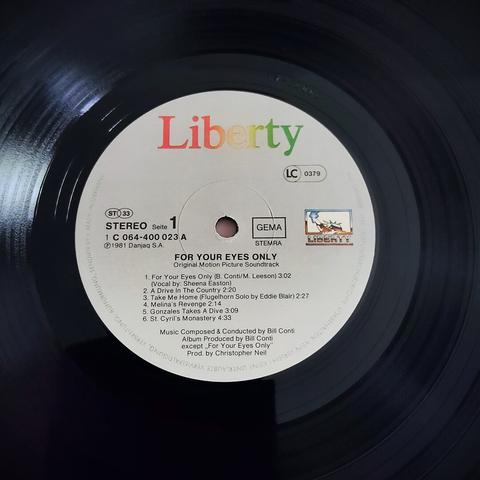 Liberty
LC 0379
ST 33
STEREO Seite 1
1 C 064-400 023 A
℗ 1981 Danjaq S.A.
GEMA
STEMRA
LIBERTY
FOR YOUR EYES ONLY
Original Motion Picture Soundtrack
1. For Your Eyes Only (B. Conti/M. Leeson) 3:02
(Vocal by: Sheena Easton)
2. A Drive In The Country 2:20
3. Take Me Home (Flugelhorn Solo by Eddie Blair) 2:27
4. Melina's Revenge 2:14
5. Gonzales Takes A Dive 3:09
6. St. Cyril's Monastery 4:33
Music Composed & Conducted by Bill Conti
Album Produced by Bill Conti
except „For Your Eyes Only"
Prod. by Christopher Neil